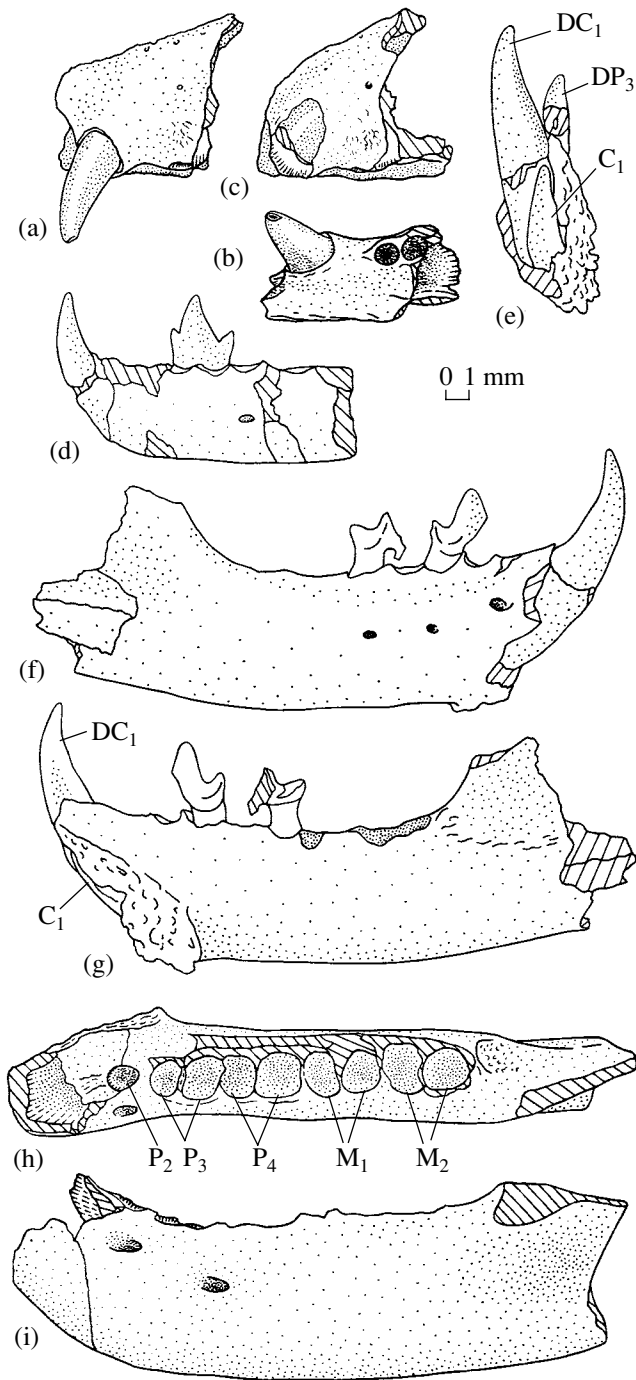 DC₁
DP₃
C₁
(a)
(c)
(b)
(e)
0 1 mm
(d)
(f)
DC₁
C₁
(g)
(h)
P₂ P₃ P₄ M₁ M₂
(i)